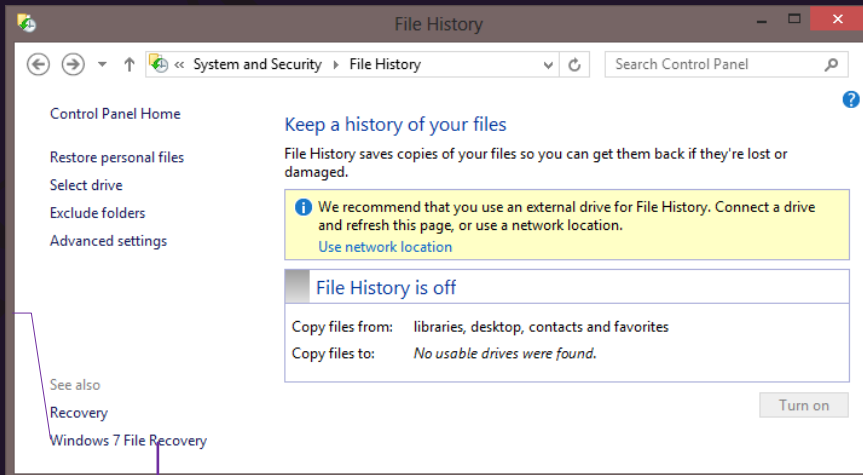 File History
« System and Security File History
Search Control Panel
?
Control Panel Home
Restore personal files
Select drive
Exclude folders
Advanced settings
See also
Recovery
Windows 7 File Recovery
Keep a history of your files
File History saves copies of your files so you can get them back if they're lost or
damaged.
We recommend that you use an external drive for File History. Connect a drive
and refresh this page, or use a network location.
Use network location
File History is off
Copy files from: libraries, desktop, contacts and favorites
Copy files to: No usable drives were found.
Turn on